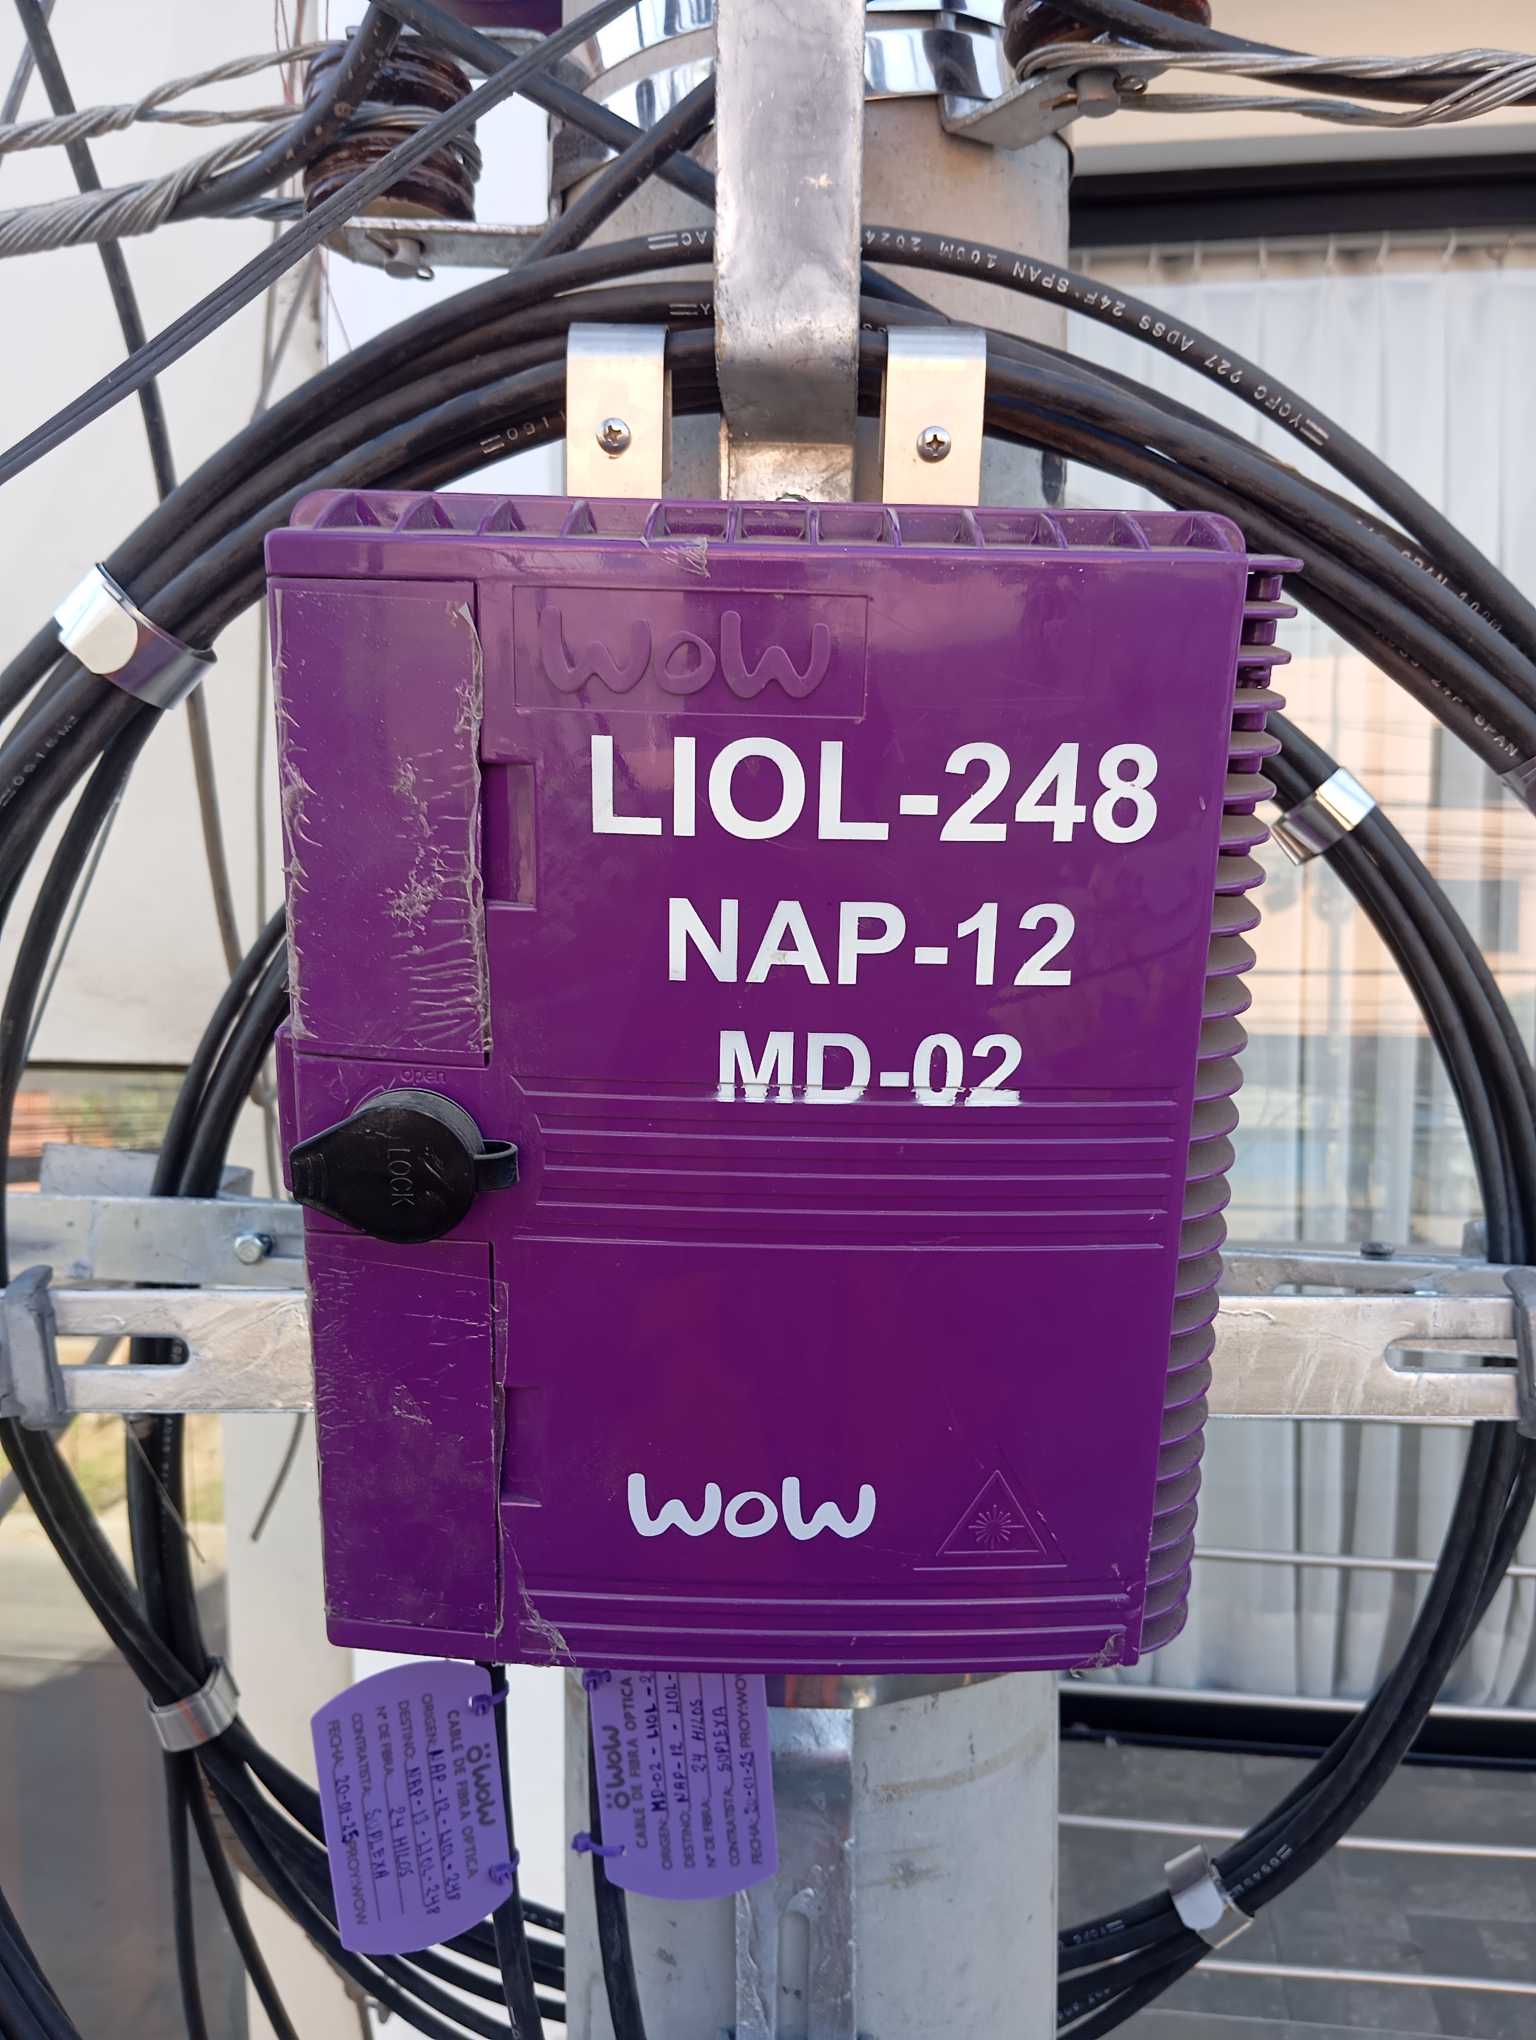 YOFC 927 ADSS 24F SPAN 100M 2024
WOW
LIOL-248
NAP-12
MD-02
open
LOCK
WOW
WOW
CABLE DE FIBRA OPTICA
ORIGEN: NAP-12-LIOL-248
DESTINO: NAP-13-LIOL-248
N° DE FIBRA 24 HILOS
CONTRATISTA SUPLEXA
FECHA: 20-01-25 PROY: WOW
WOW
CABLE DE FIBRA OPTICA
ORIGEN: MD-02-LIOL-2
DESTINO: NAP-12-LIOL-
N° DE FIBRA 24 HILOS
CONTRATISTA SUPLEXA
FECHA: 20-01-25 PROY: WO